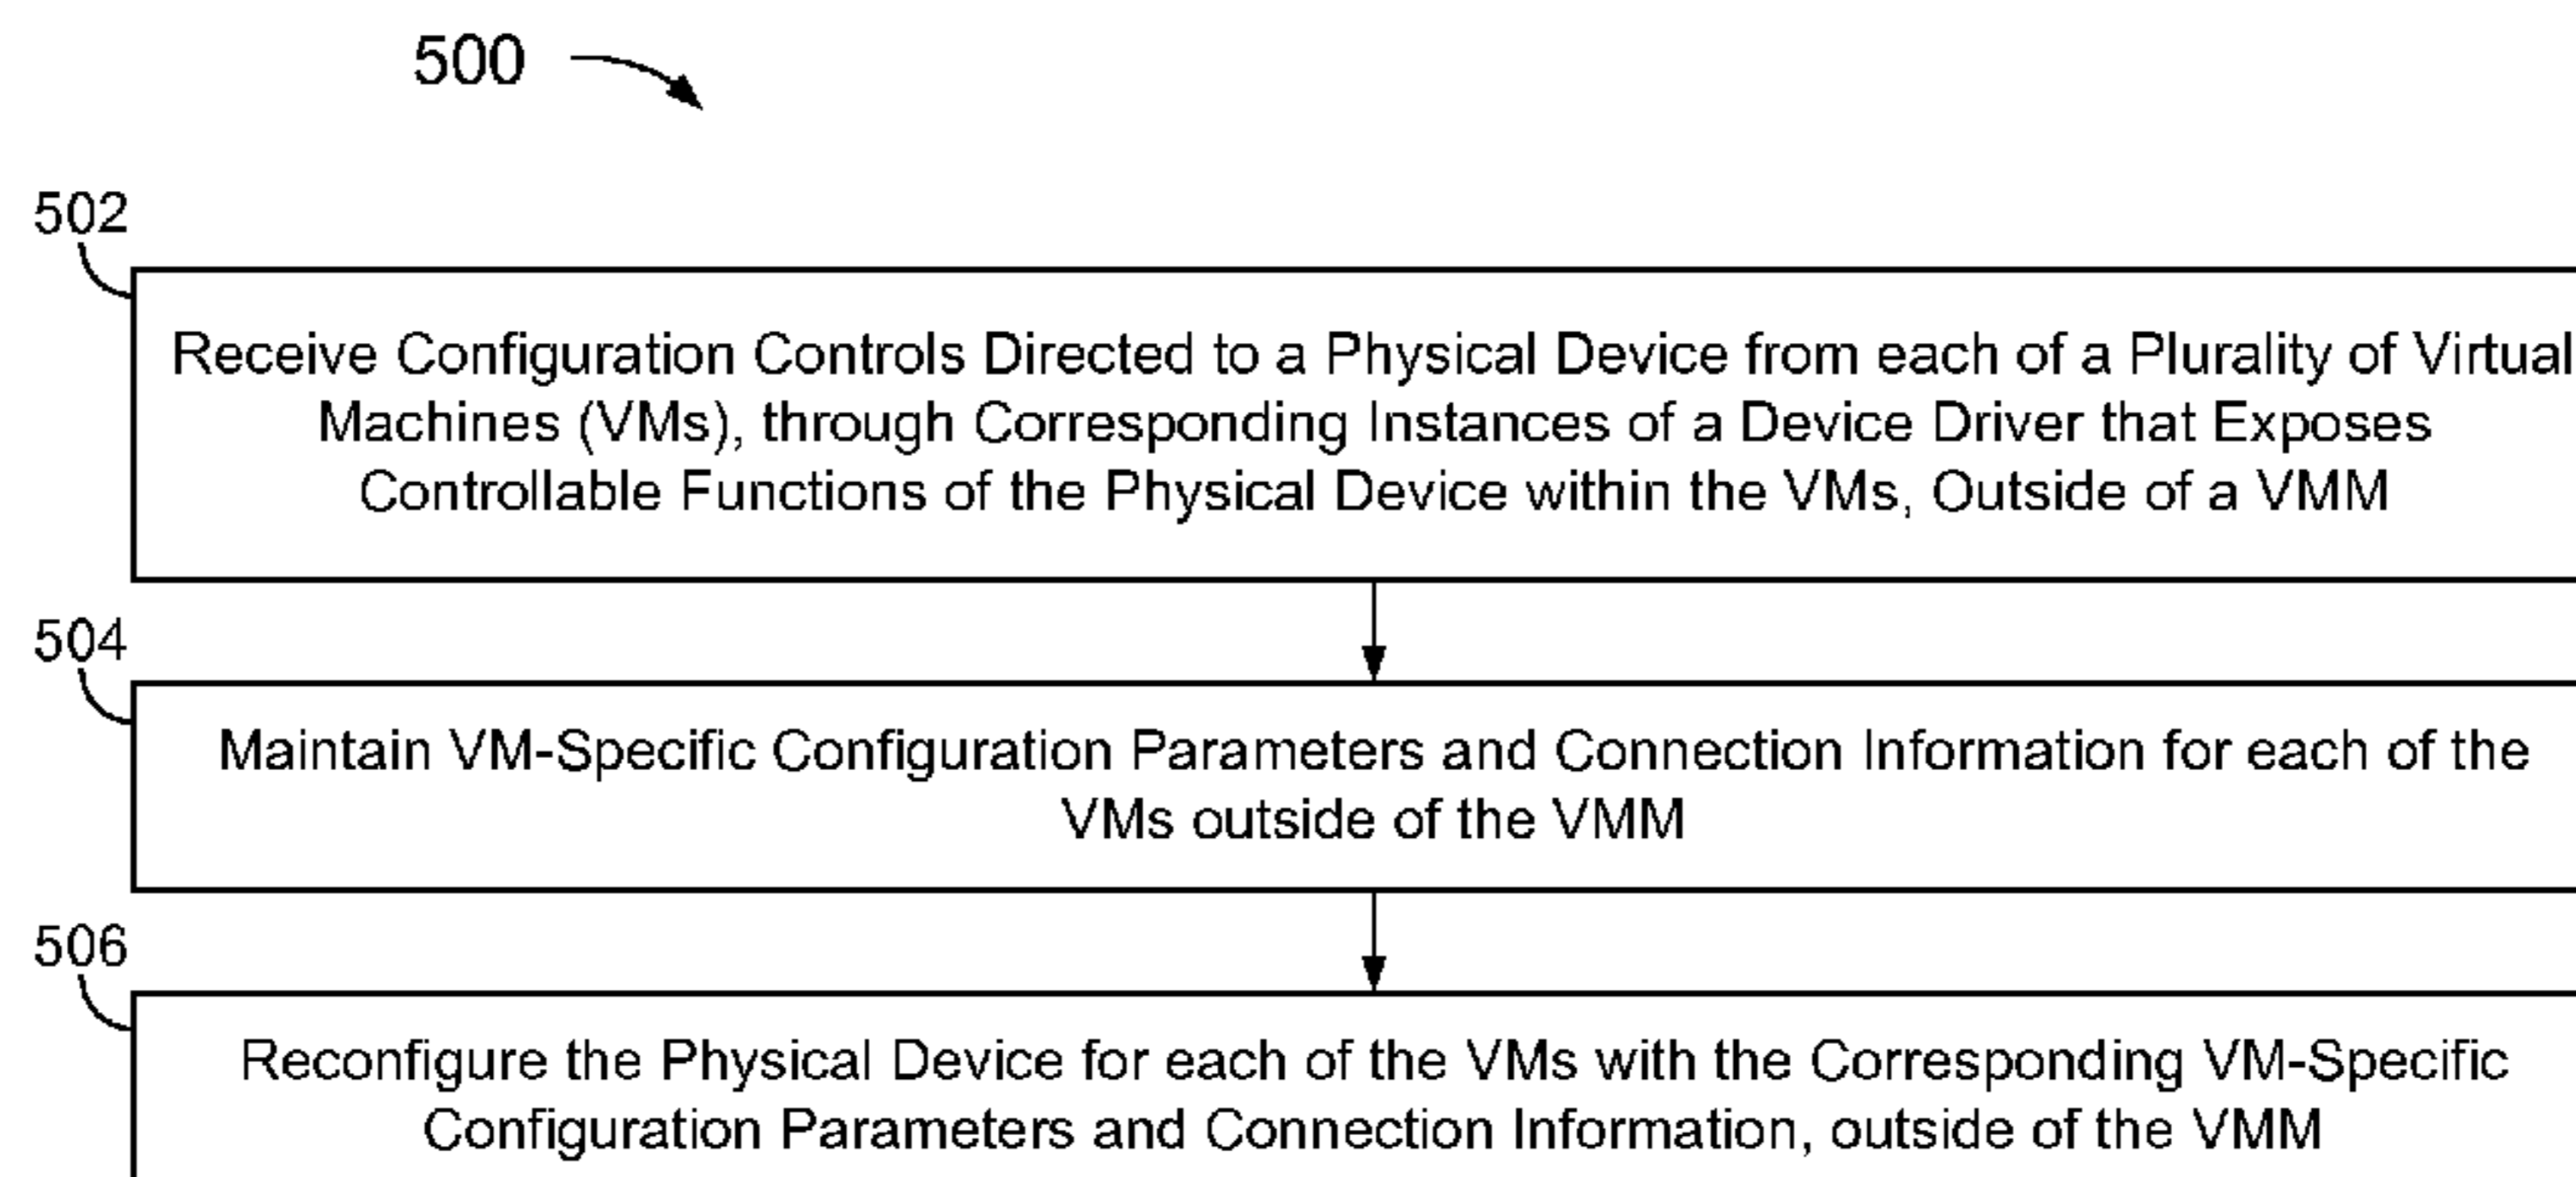 500
502
Receive Configuration Controls Directed to a Physical Device from each of a Plurality of Virtual
Machines (VMs), through Corresponding Instances of a Device Driver that Exposes
Controllable Functions of the Physical Device within the VMs, Outside of a VMM
504
Maintain VM-Specific Configuration Parameters and Connection Information for each of the
VMs outside of the VMM
506
Reconfigure the Physical Device for each of the VMs with the Corresponding VM-Specific
Configuration Parameters and Connection Information, outside of the VMM